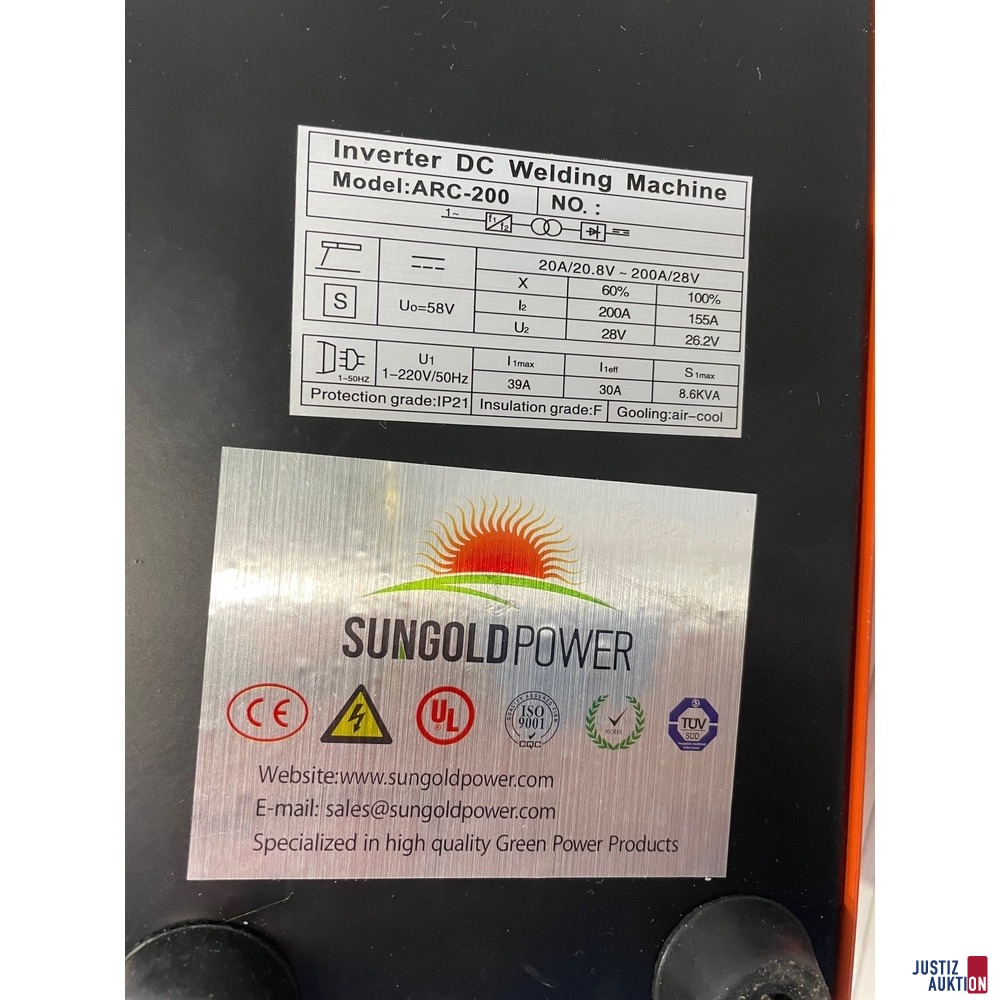 Inverter DC Welding Machine
Model:ARC-200 NO.:
1~ f1 f2
20A/20.8V ~ 200A/28V
X 60% 100%
S U0=58V I2 200A 155A
U2 28V 26.2V
1~50HZ U1 1~220V/50Hz I1max I1eff S1max
39A 30A 8.6KVA
Protection grade:IP21 Insulation grade:F Gooling:air-cool
SUNGOLDPOWER
CE UL ISO 9001 CQC ROHS TÜV SÜD
Website:www.sungoldpower.com
E-mail: sales@sungoldpower.com
Specialized in high quality Green Power Products
JUSTIZ
AUKTION